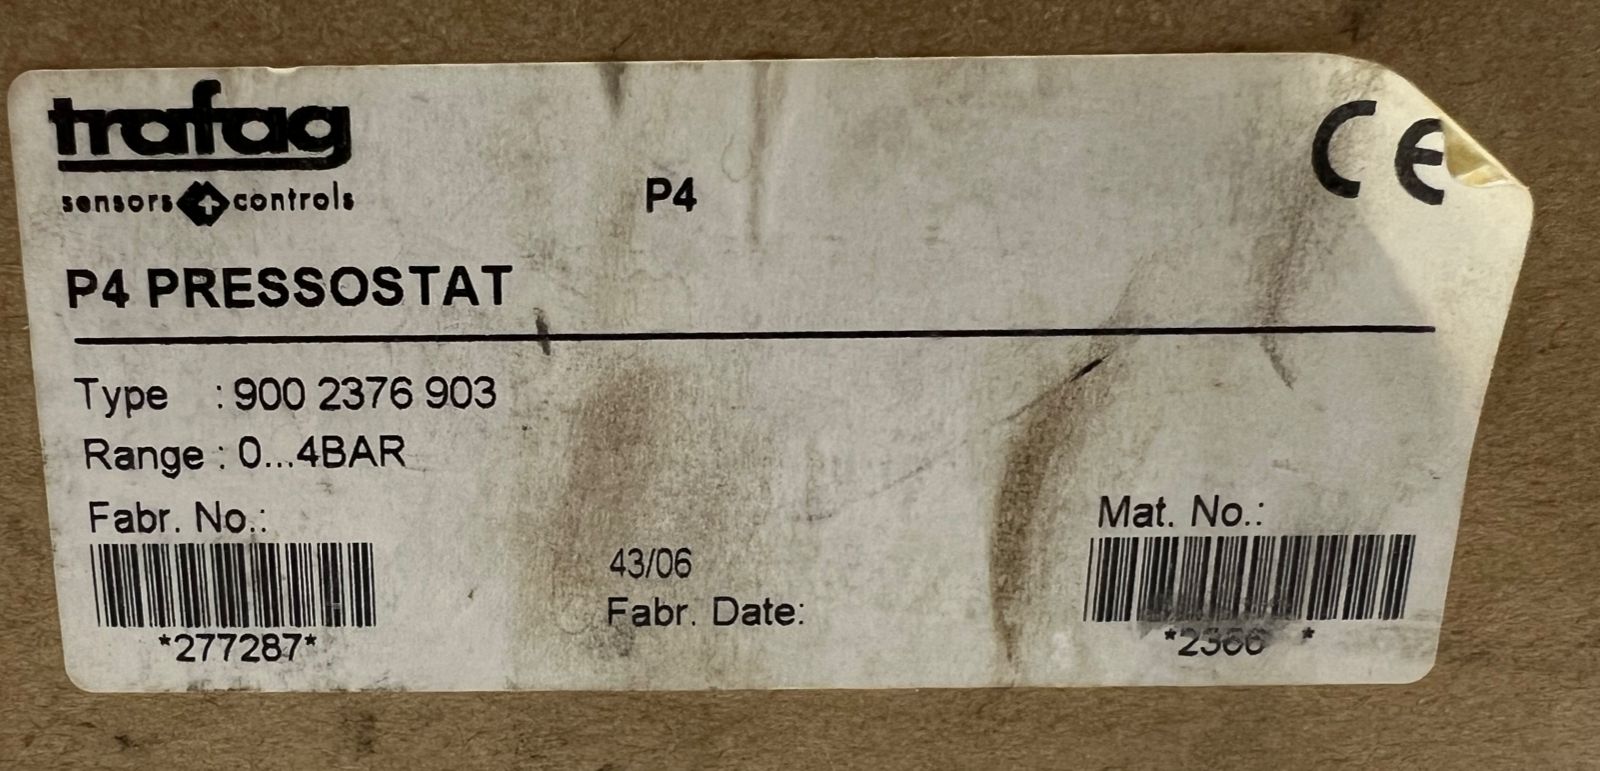 trafag
sensors controls
CE
P4
P4 PRESSOSTAT
Type : 900 2376 903
Range : 0...4BAR
Fabr. No.:
Mat. No.:
43/06
Fabr. Date:
*277287*